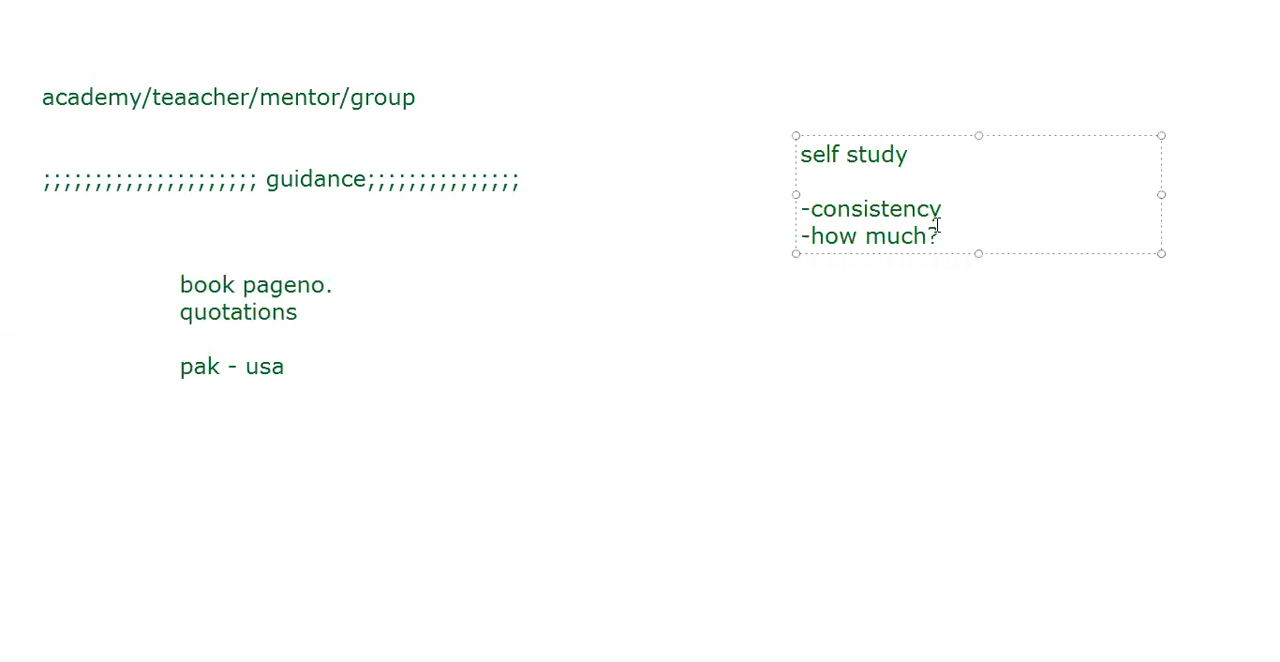 academy/teaacher/mentor/group
;;;;;;;;;;;;;;;;;;;;; guidance;;;;;;;;;;;;;;;
book pageno.
quotations
pak - usa
self study
-consistency
-how much?